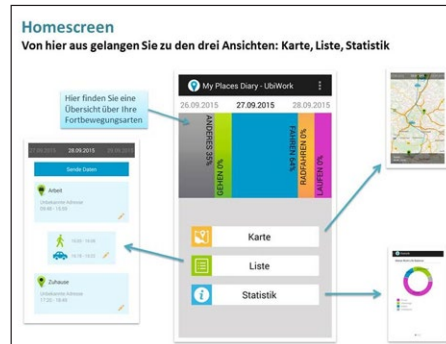 Homescreen
Von hier aus gelangen Sie zu den drei Ansichten: Karte, Liste, Statistik
Hier finden Sie eine
Übersicht über Ihre
Fortbewegungsarten
My Places Diary - UbiWork
26.09.2015 27.09.2015 28.09.2015
ANDERES 35%
GEHEN 0%
FAHREN 64%
RADFAHREN 0%
LAUFEN 0%
Karte
Liste
Statistik
28.09.2015
Sende Daten
Arbeit
Unbekannte Adresse
Zuhause
Unbekannte Adresse